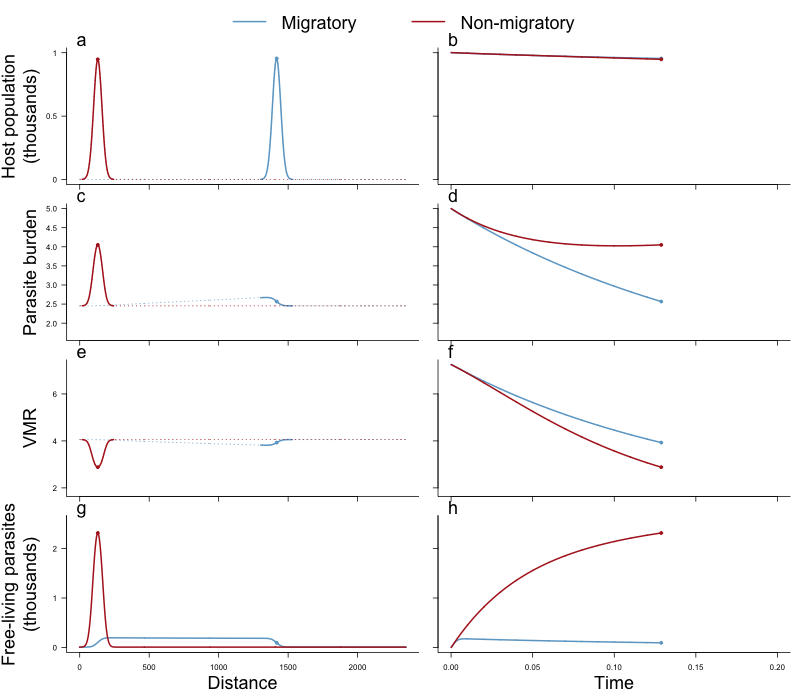 Migratory Non-migratory
a b
Host population
(thousands)
1
0.5
0
c d
Parasite burden
5.0
4.5
4.0
3.5
3.0
2.5
2.0
e f
VMR
6
4
2
g h
Free-living parasites
(thousands)
2
1
0
0 500 1000 1500 2000 0.00 0.05 0.10 0.15 0.20
Distance Time